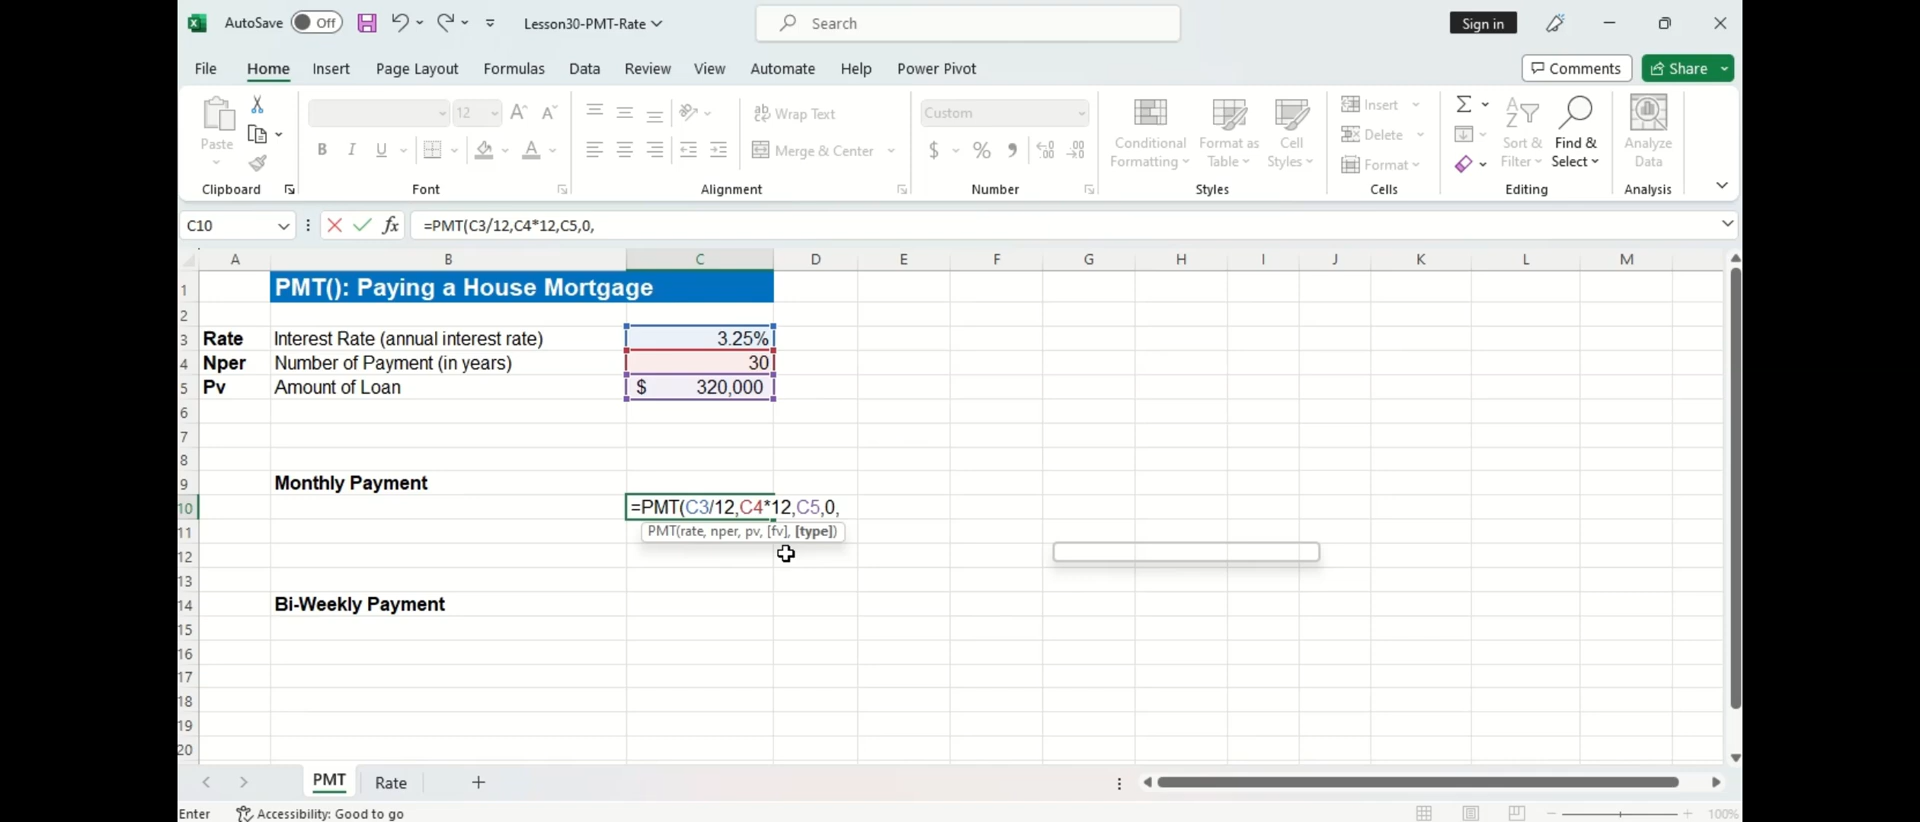 AutoSave Off Lesson30-PMT-Rate Search Sign in
File Home Insert Page Layout Formulas Data Review View Automate Help Power Pivot Comments Share
Paste
Clipboard
12
B I U A
Font
ab Wrap Text
Merge & Center
Alignment
Custom
$ %
Number
Conditional Formatting
Format as Table
Cell Styles
Styles
Insert
Delete
Format
Cells
Sort & Filter
Find & Select
Editing
Analyze Data
Analysis
C10 fx =PMT(C3/12,C4*12,C5,0,
A B C D E F G H I J K L M
1 PMT(): Paying a House Mortgage
2
3 Rate Interest Rate (annual interest rate) 3.25%
4 Nper Number of Payment (in years) 30
5 Pv Amount of Loan $ 320,000
6
7
8
9 Monthly Payment
10 =PMT(C3/12,C4*12,C5,0,
11 PMT(rate, nper, pv, [fv], [type])
12
13
14 Bi-Weekly Payment
15
16
17
18
19
20
PMT Rate
Enter Accessibility: Good to go 100%